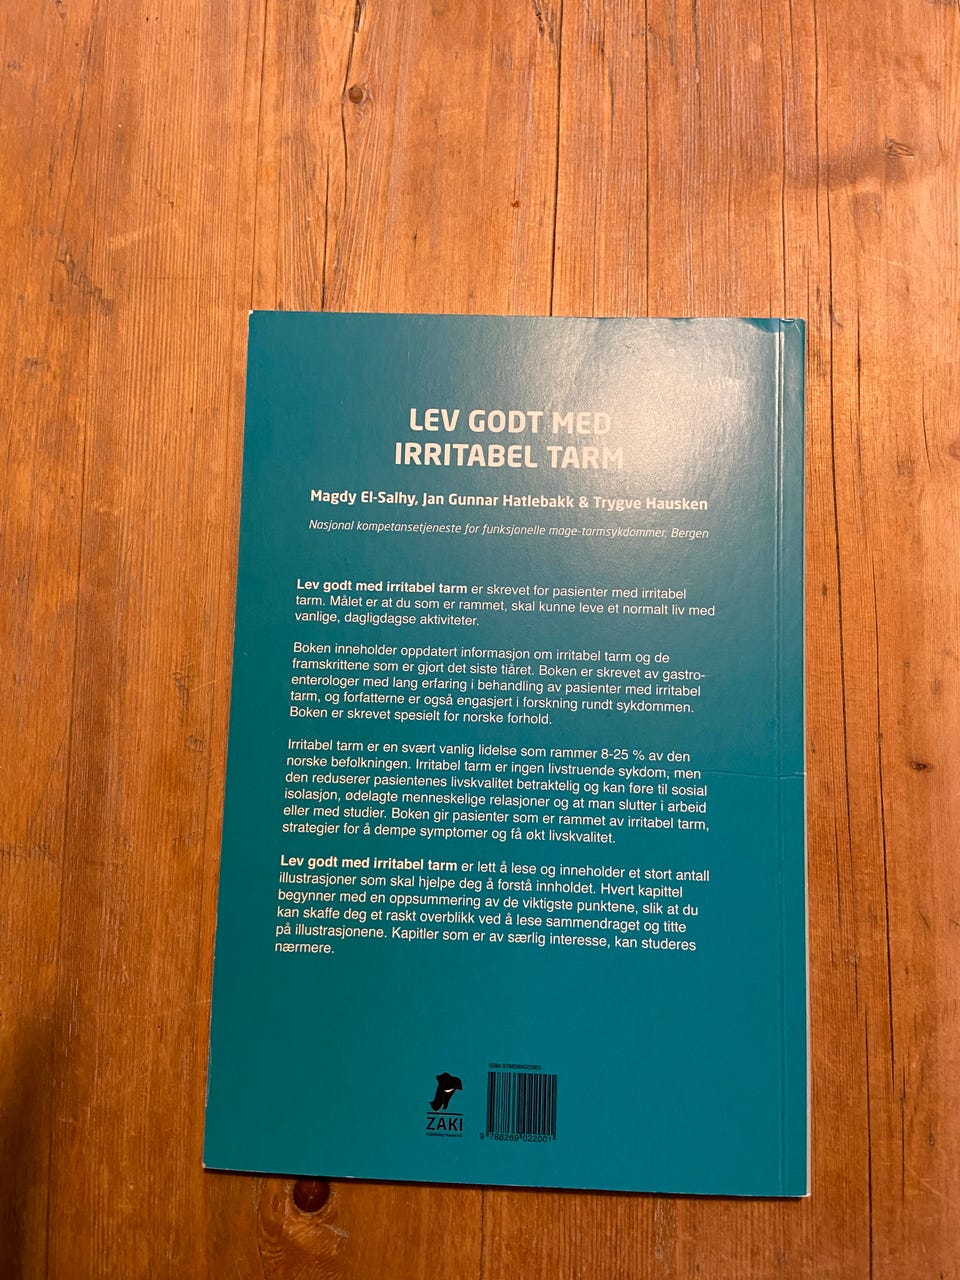 LEV GODT MED
IRRITABEL TARM
Magdy El-Salhy, Jan Gunnar Hatlebakk & Trygve Hausken
Nasjonal kompetansetjeneste for funksjonelle mage-tarmsykdommer, Bergen
Lev godt med irritabel tarm er skrevet for pasienter med irritabel
tarm. Målet er at du som er rammet, skal kunne leve et normalt liv med
vanlige, dagligdagse aktiviteter.
Boken inneholder oppdatert informasjon om irritabel tarm og de
framskrittene som er gjort det siste tiåret. Boken er skrevet av gastro-
enterologer med lang erfaring i behandling av pasienter med irritabel
tarm, og forfatterne er også engasjert i forskning rundt sykdommen.
Boken er skrevet spesielt for norske forhold.
Irritabel tarm er en svært vanlig lidelse som rammer 8-25 % av den
norske befolkningen. Irritabel tarm er ingen livstruende sykdom, men
den reduserer pasientenes livskvalitet betraktelig og kan føre til sosial
isolasjon, ødelagte menneskelige relasjoner og at man slutter i arbeid
eller med studier. Boken gir pasienter som er rammet av irritabel tarm,
strategier for å dempe symptomer og få økt livskvalitet.
Lev godt med irritabel tarm er lett å lese og inneholder et stort antall
illustrasjoner som skal hjelpe deg å forstå innholdet. Hvert kapittel
begynner med en oppsummering av de viktigste punktene, slik at du
kan skaffe deg et raskt overblikk ved å lese sammendraget og titte
på illustrasjonene. Kapitler som er av særlig interesse, kan studeres
nærmere.
ISBN 9788269022001
ZAKI
Publishing House AS
9 788269 022001